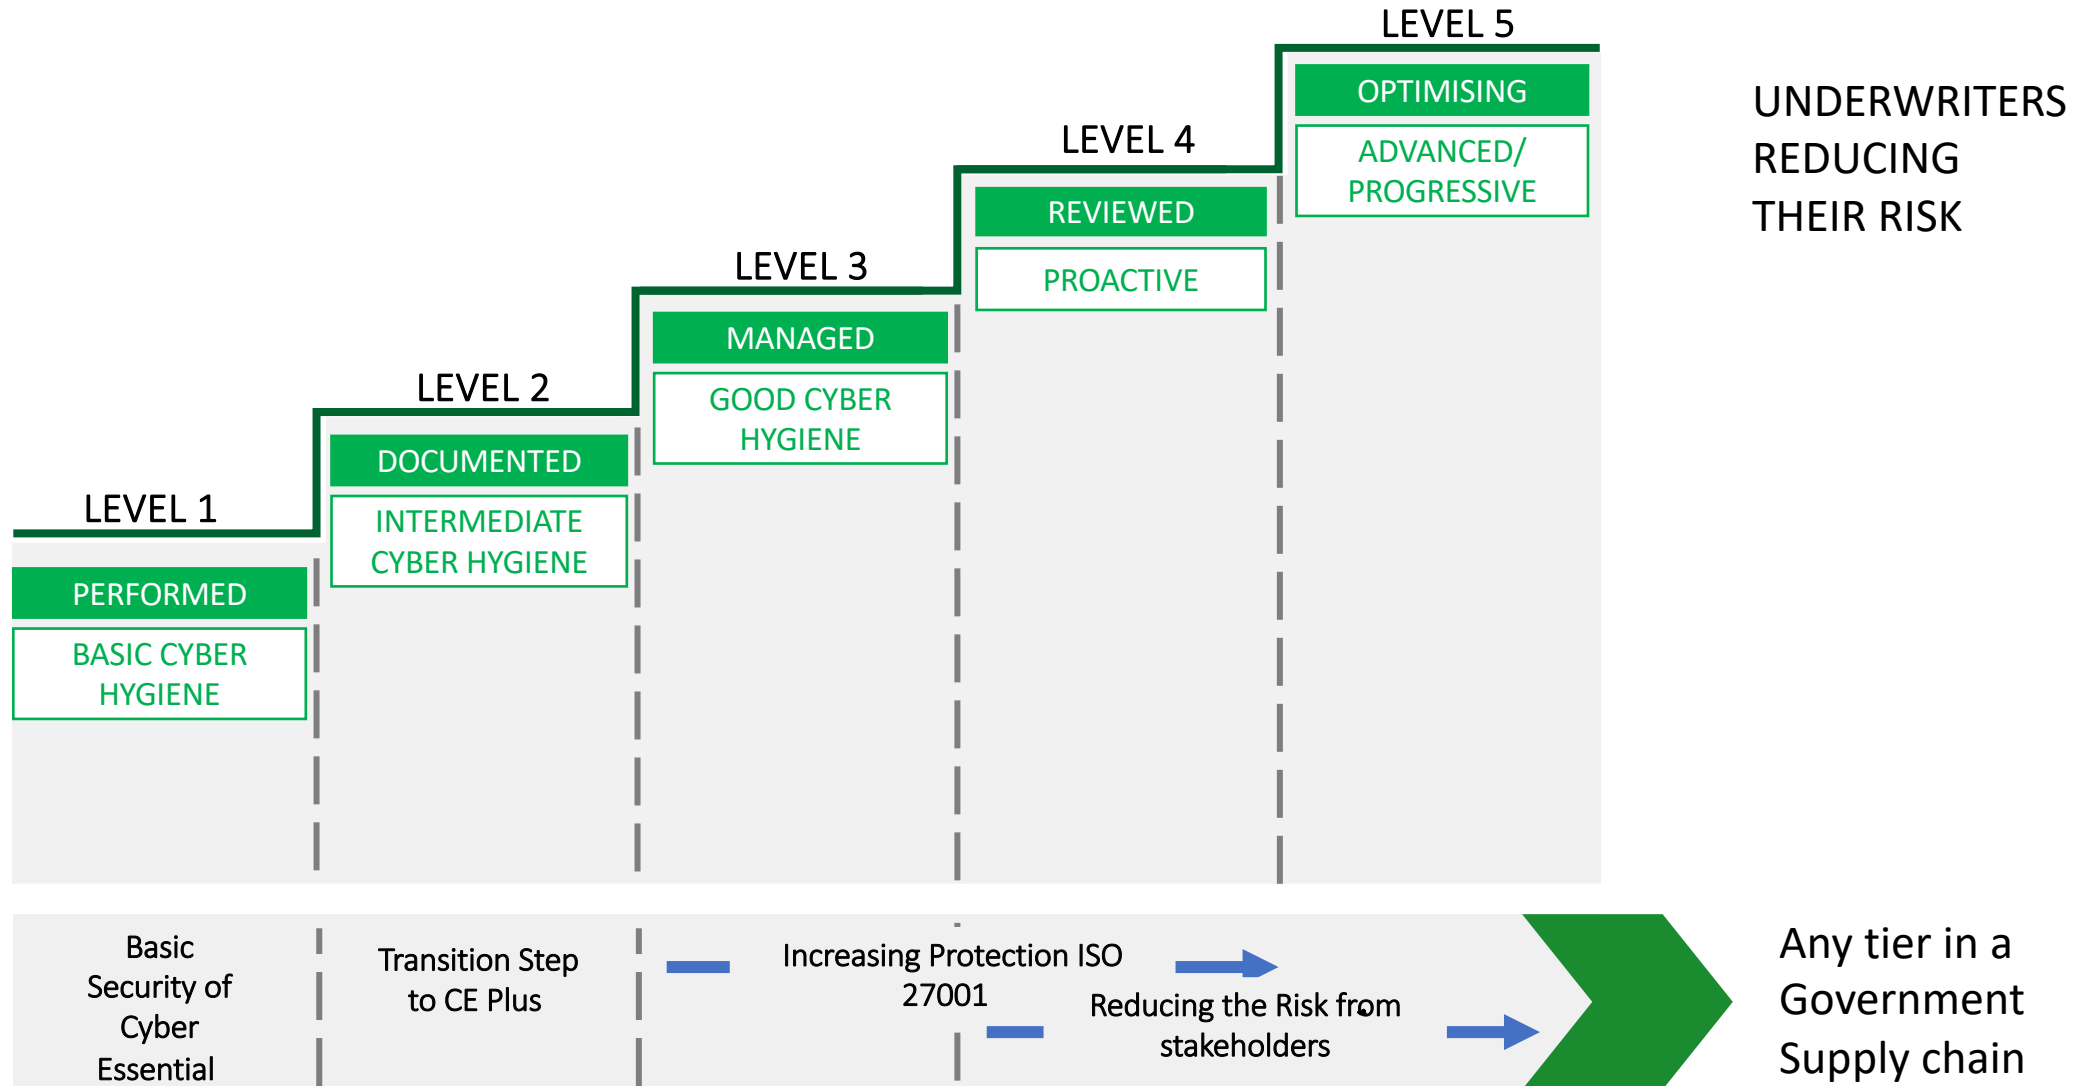 LEVEL 5
OPTIMISING
ADVANCED/
PROGRESSIVE
UNDERWRITERS
REDUCING
THEIR RISK
LEVEL 4
REVIEWED
PROACTIVE
LEVEL 3
MANAGED
GOOD CYBER
HYGIENE
LEVEL 2
DOCUMENTED
INTERMEDIATE
CYBER HYGIENE
LEVEL 1
PERFORMED
BASIC CYBER
HYGIENE
Basic
Security of
Cyber
Essential
Transition Step
to CE Plus
Increasing Protection ISO
27001
Reducing the Risk from
stakeholders
Any tier in a
Government
Supply chain